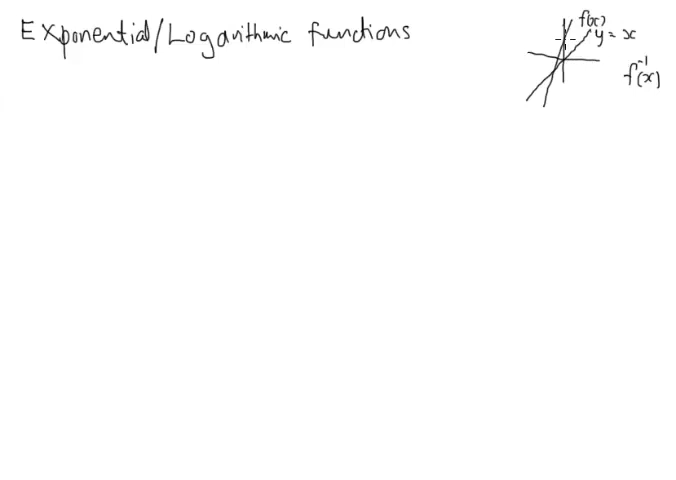 Exponential/Logarithmic functions
f(x)
y = x
f⁻¹(x)